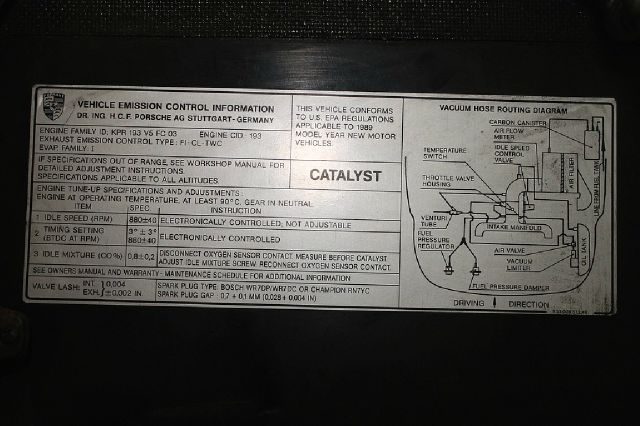 VEHICLE EMISSION CONTROL INFORMATION
DR. ING. H.C.F. PORSCHE AG STUTTGART-GERMANY
ENGINE FAMILY ID: KPR 193 V5 FC 03 ENGINE CID: 193
EXHAUST EMISSION CONTROL TYPE: FI-CL-TWC
EVAP. FAMILY: I
THIS VEHICLE CONFORMS
TO U.S. EPA REGULATIONS
APPLICABLE TO 1989
MODEL YEAR NEW MOTOR
VEHICLES.
IF SPECIFICATIONS OUT OF RANGE, SEE WORKSHOP MANUAL FOR
DETAILED ADJUSTMENT INSTRUCTIONS.
SPECIFICATIONS APPLICABLE TO ALL ALTITUDES.
CATALYST
ENGINE TUNE-UP SPECIFICATIONS AND ADJUSTMENTS:
ENGINE AT OPERATING TEMPERATURE, AT LEAST 90°C, GEAR IN NEUTRAL
ITEM SPEC. INSTRUCTION
1 IDLE SPEED (RPM) 880±40 ELECTRONICALLY CONTROLLED, NOT ADJUSTABLE
2 TIMING SETTING (BTDC AT RPM) 3° ± 3° 880±40 ELECTRONICALLY CONTROLLED
3 IDLE MIXTURE (CO%) 0,8±0,2 DISCONNECT OXYGEN SENSOR CONTACT. MEASURE BEFORE CATALYST
ADJUST IDLE MIXTURE SCREW. RECONNECT OXYGEN SENSOR CONTACT.
SEE OWNERS MANUAL AND WARRANTY - MAINTENANCE SCHEDULE FOR ADDITIONAL INFORMATION
VALVE LASH: INT. } 0,004
EXH. } ±0,002 IN.
SPARK PLUG TYPE: BOSCH WR7DP/WR7DC OR CHAMPION RN7YC
SPARK PLUG GAP: 0,7 + 0,1 MM (0,028 + 0,004 IN)
VACUUM HOSE ROUTING DIAGRAM
CARBON CANISTER
AIR FLOW
METER
IDLE SPEED
CONTROL
VALVE
TEMPERATURE
SWITCH
THROTTLE VALVE
HOUSING
AIR FILTER
LINE FROM FUEL TANK
VENTURI
TUBE
INTAKE MANIFOLD
FUEL
PRESSURE
REGULATOR
AIR VALVE
VACUUM
LIMITER
OIL TANK
FUEL PRESSURE DAMPER
DRIVING DIRECTION